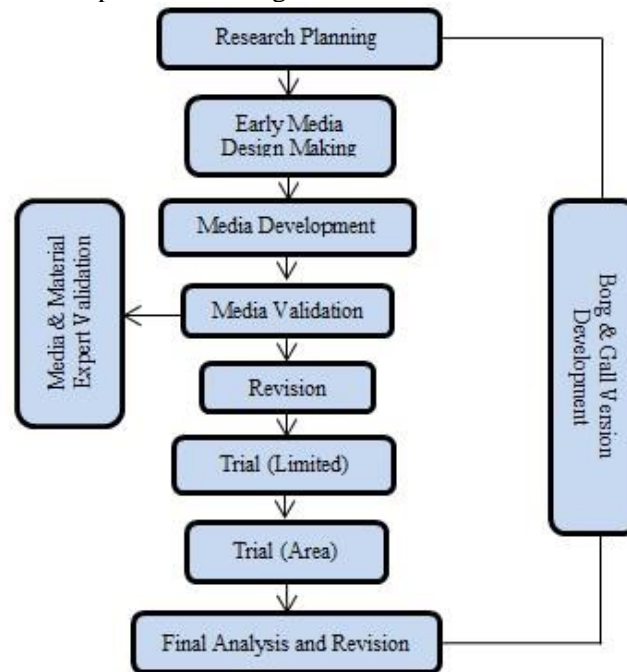 Research Planning
Early Media
Design Making
Media Development
Media & Material
Expert Validation
Media Validation
Borg & Gall Version
Development
Revision
Trial (Limited)
Trial (Area)
Final Analysis and Revision